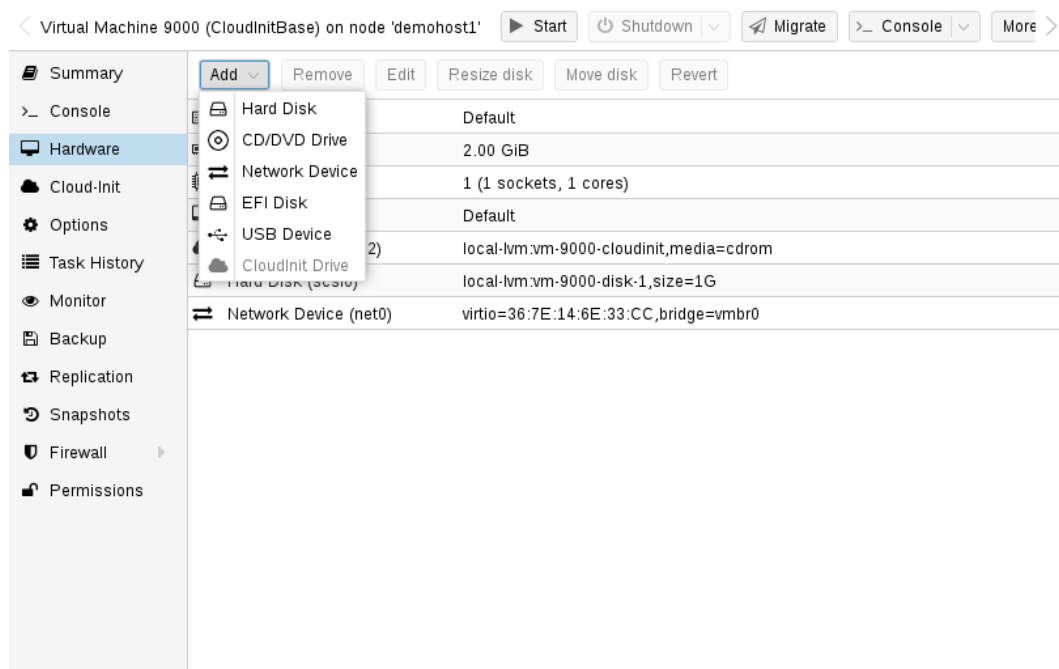 Virtual Machine 9000 (CloudInitBase) on node 'demohost1' Start Shutdown Migrate Console More
Summary
Console
Hardware
Cloud-Init
Options
Task History
Monitor
Backup
Replication
Snapshots
Firewall
Permissions
Add Remove Edit Resize disk Move disk Revert
Hard Disk
CD/DVD Drive
Network Device
EFI Disk
USB Device
CloudInit Drive
Default
2.00 GiB
1 (1 sockets, 1 cores)
Default
2) local-lvm:vm-9000-cloudinit,media=cdrom
Hard Disk (scsi0) local-lvm:vm-9000-disk-1,size=1G
Network Device (net0) virtio=36:7E:14:6E:33:CC,bridge=vmbr0